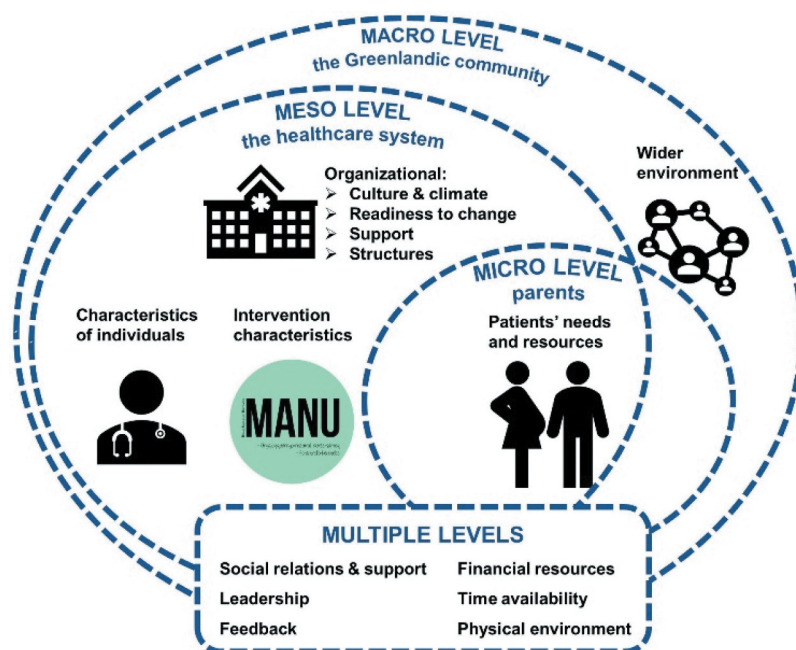 MACRO LEVEL
the Greenlandic community
MESO LEVEL
the healthcare system
Organizational:
➢ Culture & climate
➢ Readiness to change
➢ Support
➢ Structures
Wider
environment
MICRO LEVEL
parents
Characteristics
of individuals
Intervention
characteristics
Patients' needs
and resources
MANU
MULTIPLE LEVELS
Social relations & support
Financial resources
Leadership
Time availability
Feedback
Physical environment